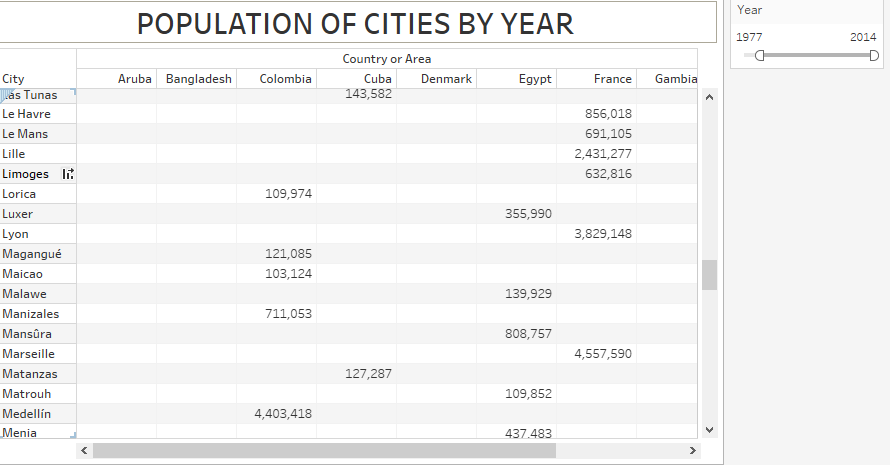 POPULATION OF CITIES BY YEAR
Year
1977 2014
Country or Area
City Aruba Bangladesh Colombia Cuba Denmark Egypt France Gambia
Las Tunas 143,582
Le Havre 856,018
Le Mans 691,105
Lille 2,431,277
Limoges 632,816
Lorica 109,974
Luxer 355,990
Lyon 3,829,148
Magangué 121,085
Maicao 103,124
Malawe 139,929
Manizales 711,053
Mansûra 808,757
Marseille 4,557,590
Matanzas 127,287
Matrouh 109,852
Medellín 4,403,418
Menia 437,483